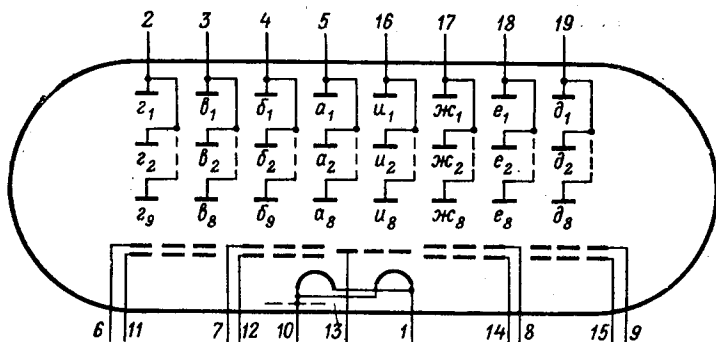 2 3 4 5 16 17 18 19
г₁ в₁ б₁ а₁ и₁ ж₁ е₁ д₁
г₂ в₂ б₂ а₂ и₂ ж₂ е₂ д₂
г₉ в₈ б₉ а₈ и₈ ж₈ е₈ д₈
6 11 7 12 10 13 1 14 8 15 9